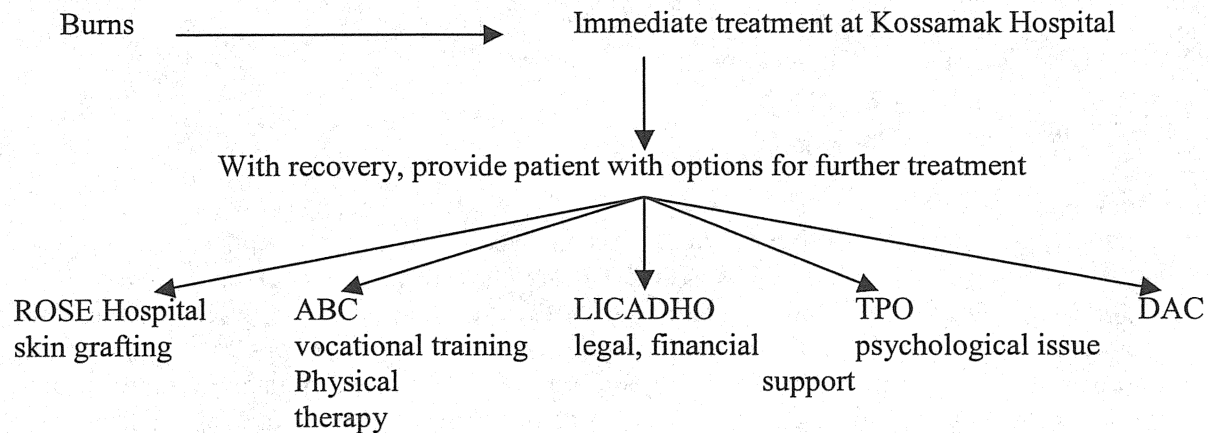 Burns Immediate treatment at Kossamak Hospital
With recovery, provide patient with options for further treatment
ROSE Hospital ABC LICADHO TPO DAC
skin grafting vocational training legal, financial psychological issue
Physical support
therapy